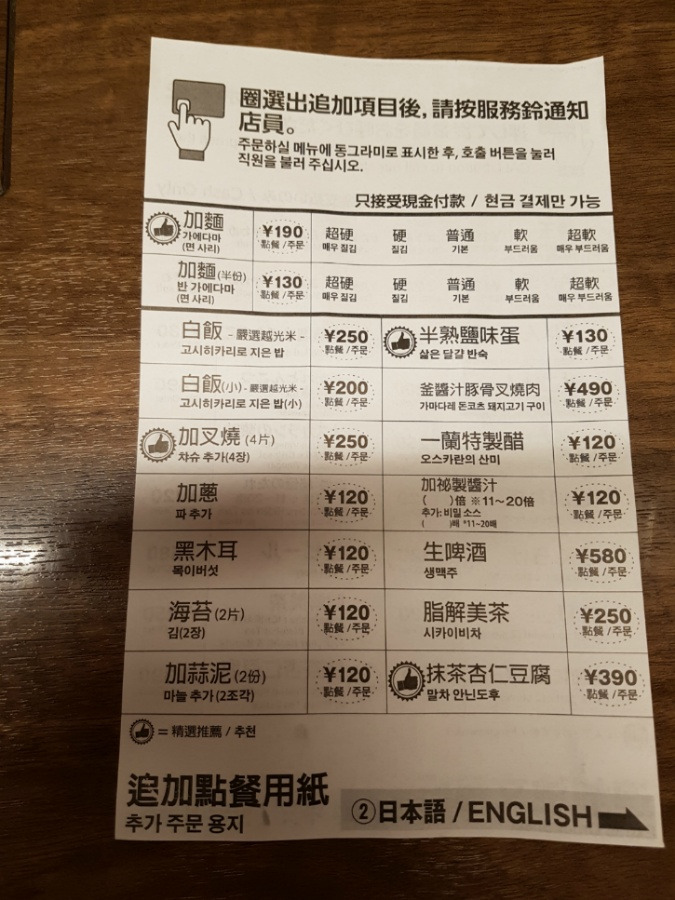 圈選出追加項目後, 請按服務鈴通知
店員。
주문하실 메뉴에 동그라미로 표시한 후, 호출 버튼을 눌러
직원을 불러 주십시오.
只接受現金付款 / 현금 결제만 가능
加麵
가에다마
(면 사리)
¥190
點餐 /주문
超硬 硬 普通 軟 超軟
매우 질김 질김 기본 부드러움 매우 부드러움
加麵(半份)
반 가에다마
(면 사리)
¥130
點餐 /주문
超硬 硬 普通 軟 超軟
매우 질김 질김 기본 부드러움 매우 부드러움
白飯 - 嚴選越光米 -
고시히카리로 지은 밥
¥250
點餐 /주문
半熟鹽味蛋
삶은 달걀 반숙
¥130
點餐 /주문
白飯(小) - 嚴選越光米 -
고시히카리로 지은 밥(小)
¥200
點餐 /주문
釜醬汁豚骨叉燒肉
가마다레 돈코츠 돼지고기 구이
¥490
點餐 /주문
加叉燒 (4片)
챠슈 추가(4장)
¥250
點餐 /주문
一蘭特製醋
오스카란의 산미
¥120
點餐 /주문
加蔥
파 추가
¥120
點餐 /주문
加祕製醬汁
( )倍 ※11～20倍
추가: 비밀 소스
( )배 *11~20배
¥120
點餐 /주문
黑木耳
목이버섯
¥120
點餐 /주문
生啤酒
생맥주
¥580
點餐 /주문
海苔 (2片)
김(2장)
¥120
點餐 /주문
脂解美茶
시카이비차
¥250
點餐 /주문
加蒜泥 (2份)
마늘 추가 (2조각)
¥120
點餐 /주문
抹茶杏仁豆腐
말차 안닌도후
¥390
點餐 /주문
= 精選推薦 / 추천
追加點餐用紙
추가 주문 용지
②日本語 / ENGLISH